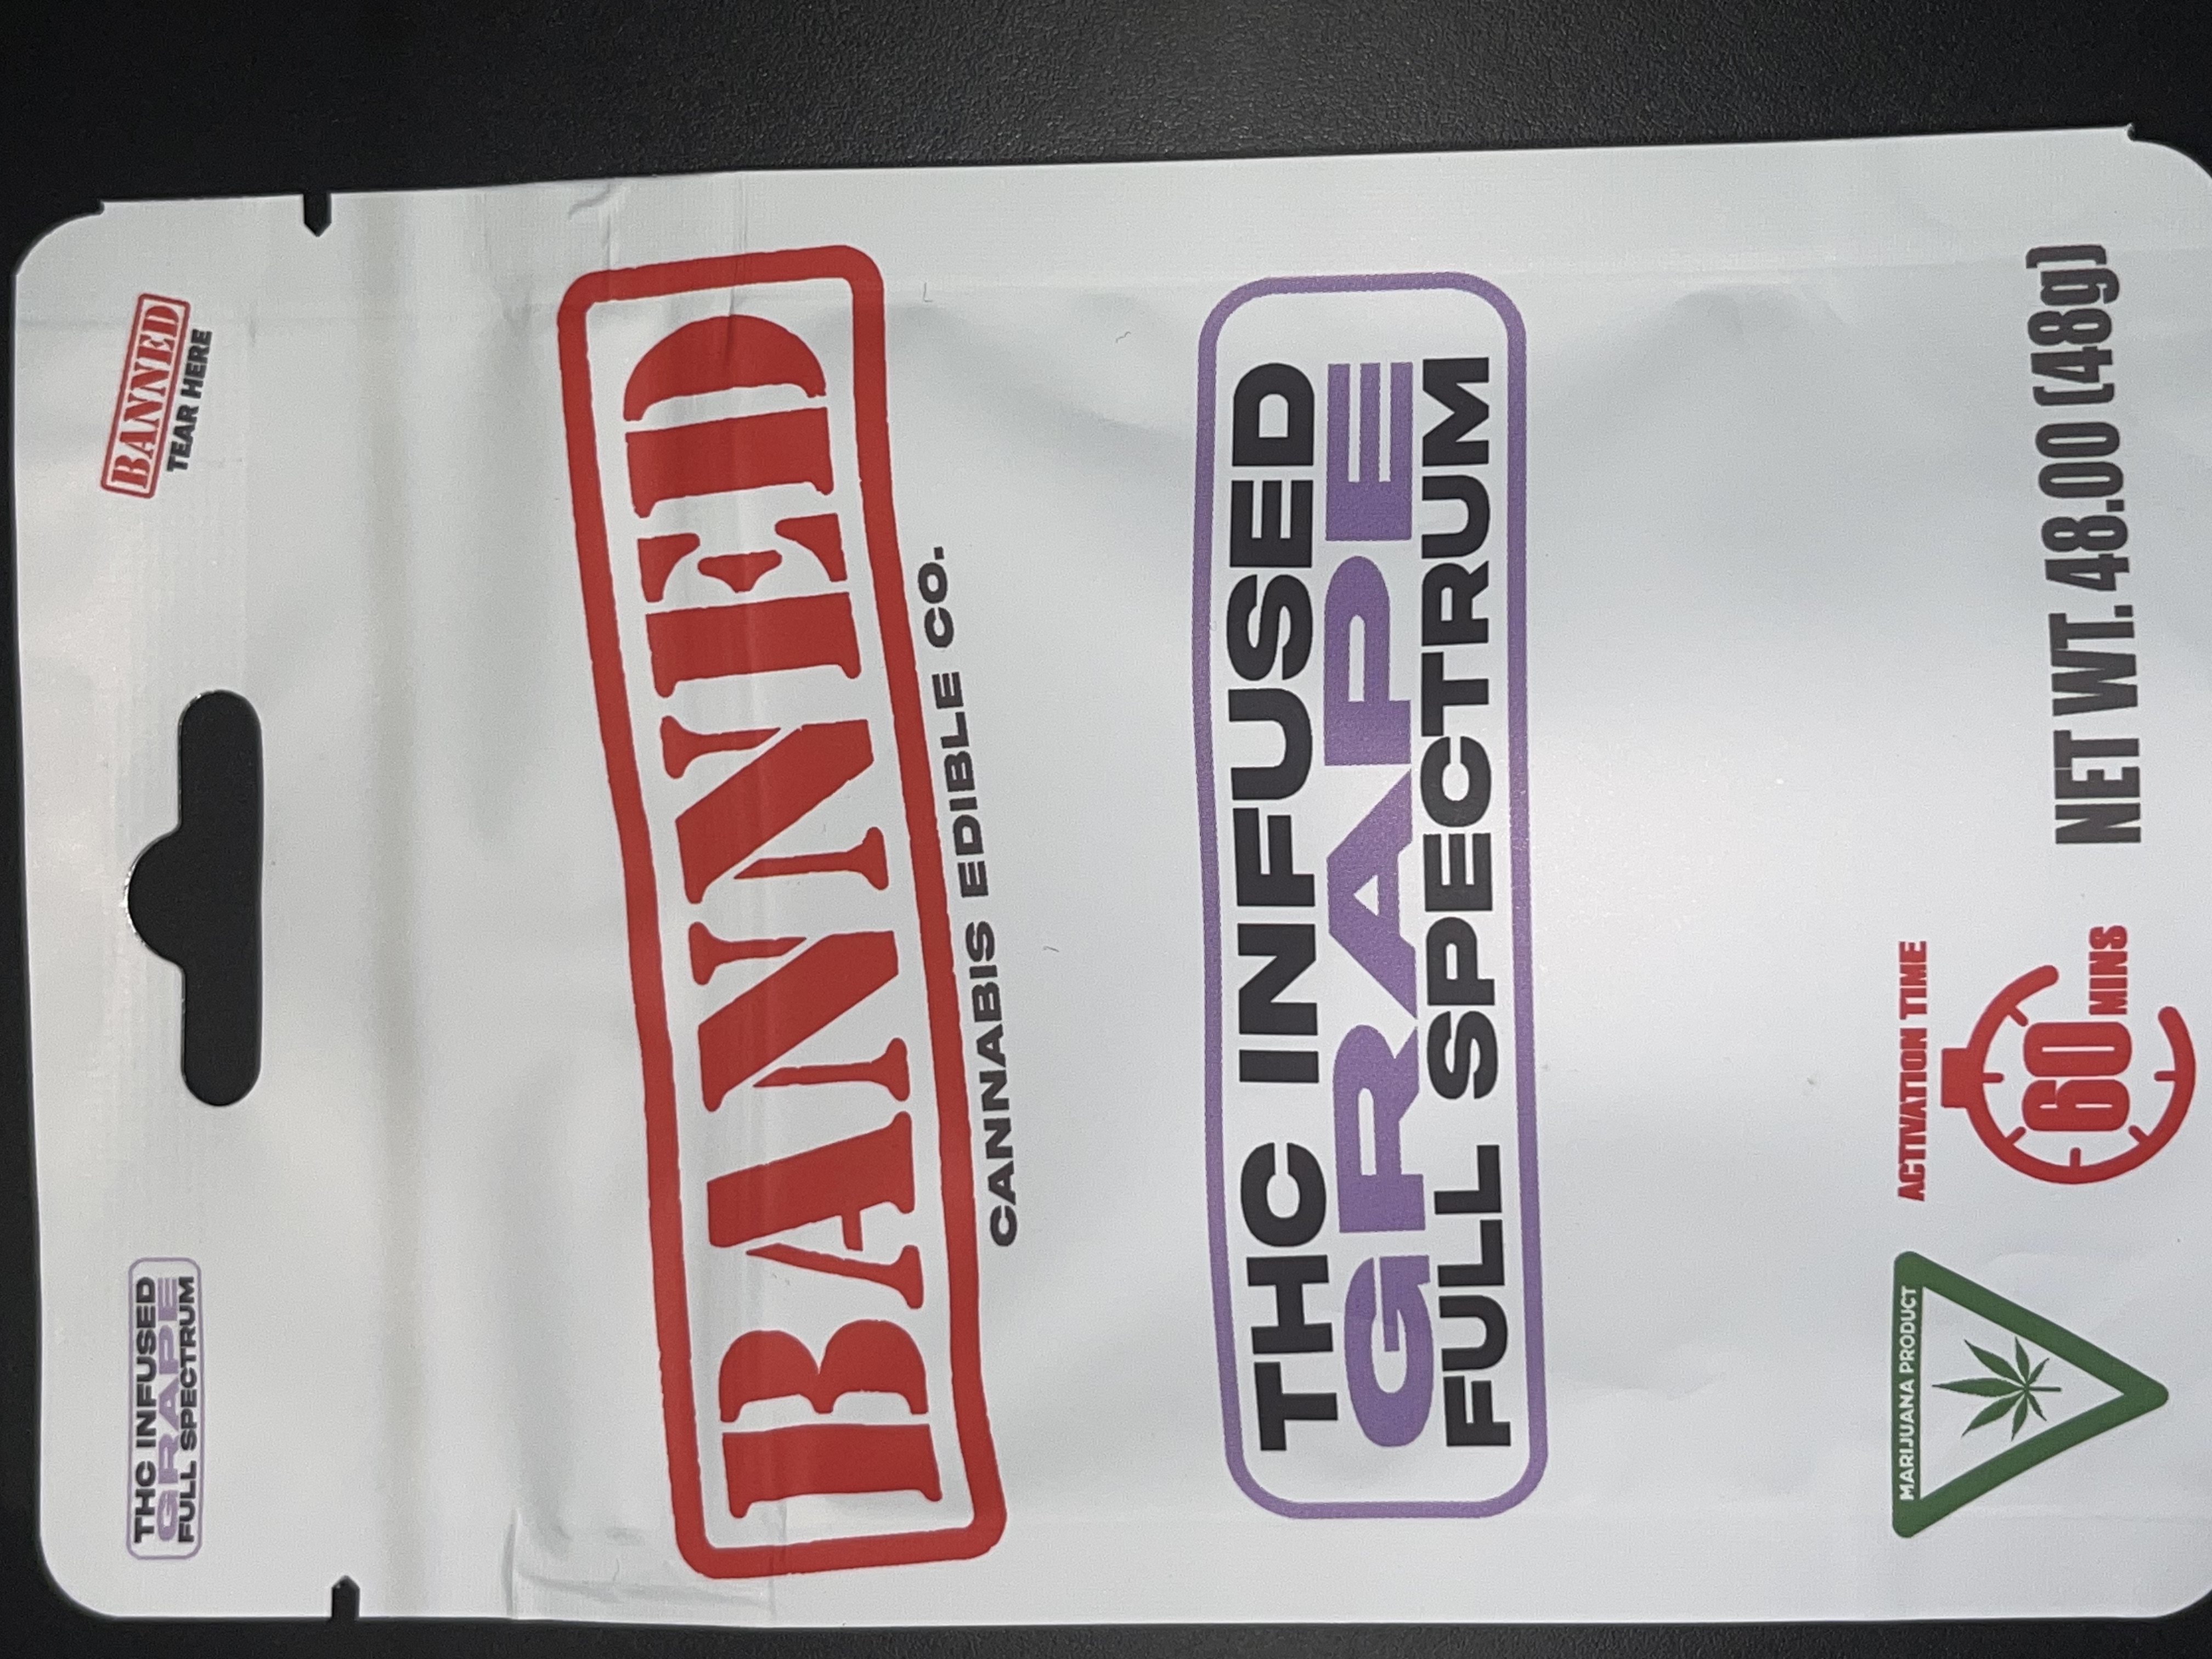 THC INFUSED
GRAPE
FULL SPECTRUM
BANNED
TEAR HERE
BANNED
CANNABIS EDIBLE CO.
THC INFUSED
GRAPE
FULL SPECTRUM
MARIJUANA PRODUCT
ACTIVATION TIME
60 MINS
NET WT. 48.00 (48g)